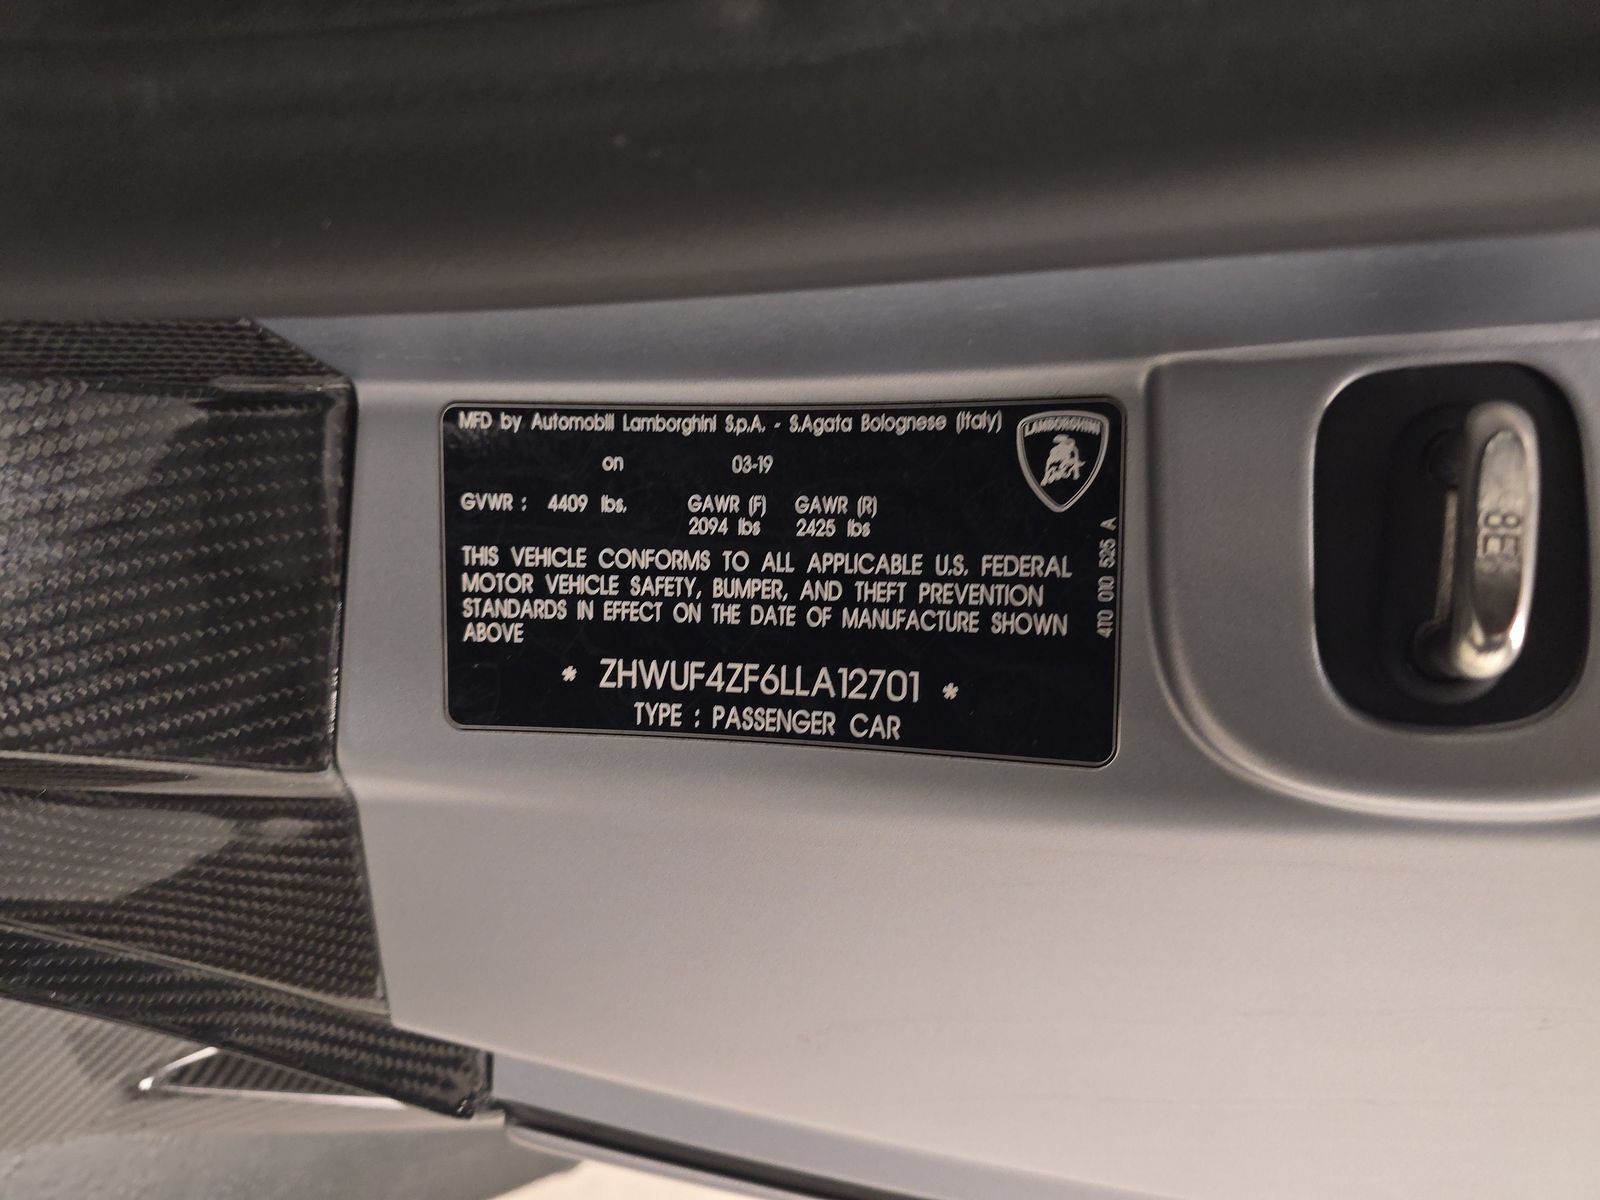 MFD by Automobili Lamborghini S.p.A. - S.Agata Bolognese (Italy)
LAMBORGHINI
on 03-19
GVWR : 4409 lbs. GAWR (F) GAWR (R)
2094 lbs 2425 lbs
THIS VEHICLE CONFORMS TO ALL APPLICABLE U.S. FEDERAL
MOTOR VEHICLE SAFETY, BUMPER, AND THEFT PREVENTION
STANDARDS IN EFFECT ON THE DATE OF MANUFACTURE SHOWN
ABOVE
* ZHWUF4ZF6LLA12701 *
TYPE : PASSENGER CAR
4T0 010 525 A